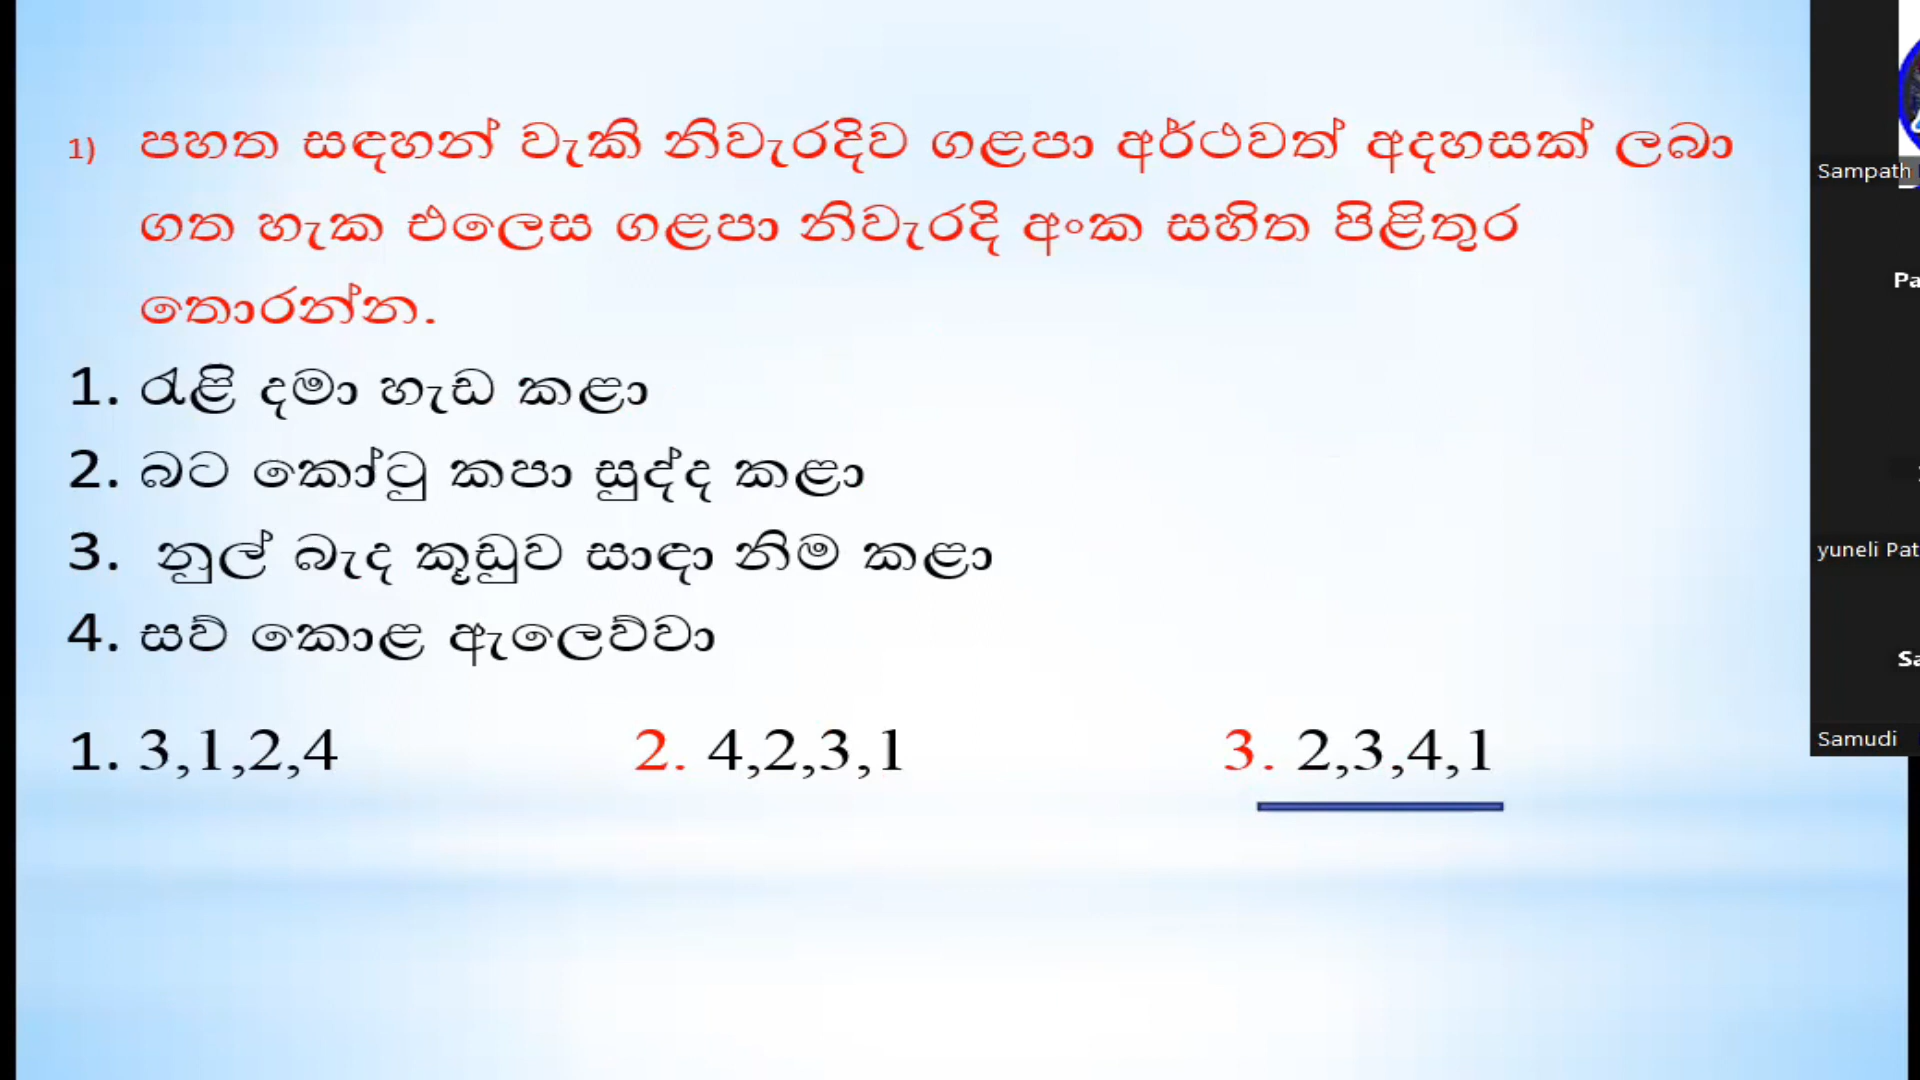 1) පහත සඳහන් වැකි නිවැරදිව ගළපා අර්ථවත් අදහසක් ලබා
ගත හැක එලෙස ගළපා නිවැරදි අංක සහිත පිළිතුර
තොරන්න.
1. රැළි දමා හැඩ කළා
2. බට කෝටු කපා සුද්ද කළා
3. නුල් බැද කූඩුව සාඳා නිම කළා
4. සව් කොළ ඇලෙව්වා
1. 3,1,2,4 2. 4,2,3,1 3. 2,3,4,1
Sampath
Pa
yuneli Pat
Sa
Samudi